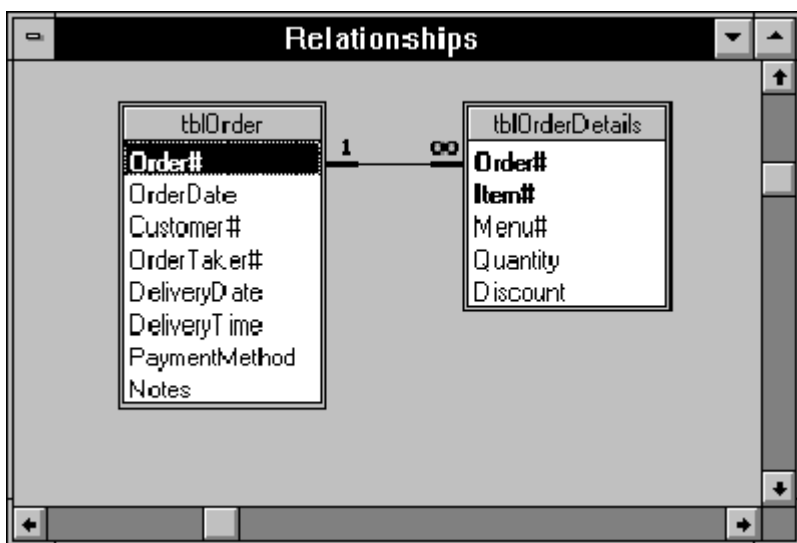 Relationships
tblOrder
Order#
OrderDate
Customer#
OrderTaker#
DeliveryDate
DeliveryTime
PaymentMethod
Notes
1 ∞
tblOrderDetails
Order#
Item#
Menu#
Quantity
Discount